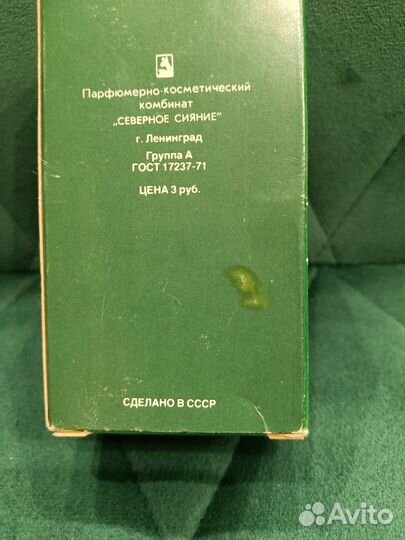 Парфюмерно-косметический
комбинат
„СЕВЕРНОЕ СИЯНИЕ"
г. Ленинград
Группа А
ГОСТ 17237-71
ЦЕНА 3 руб.
СДЕЛАНО В СССР
Avito